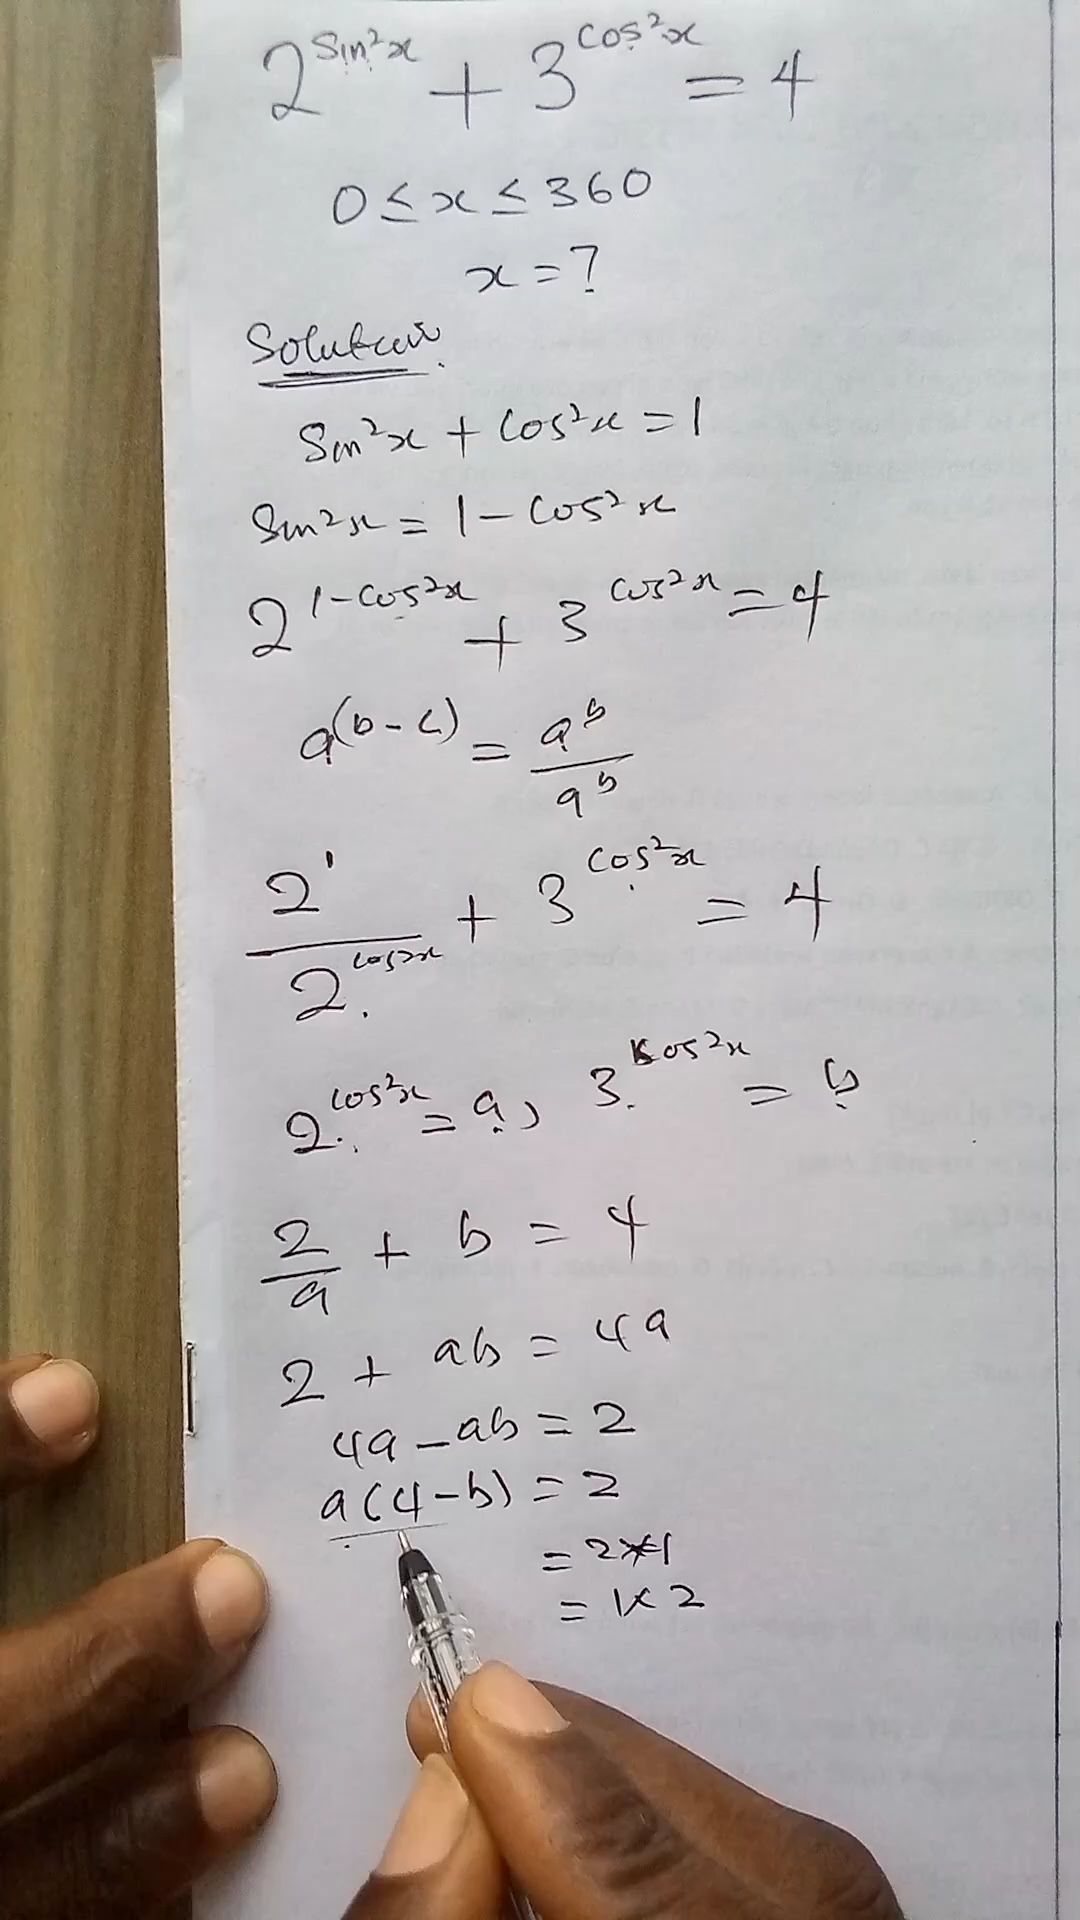 2^sin²x + 3^cos²x = 4
0 ≤ x ≤ 360
x = ?
Solution.
Sin²x + Cos²x = 1
Sin²x = 1 - Cos²x
2^1-cos²x + 3^cos²x = 4
a^(b-c) = a^b / a^b
2^1 / 2^cos²x + 3^cos²x = 4
2^cos²x = a, 3^cos²x = b
2/a + b = 4
2 + ab = 4a
4a - ab = 2
a(4-b) = 2
= 2×1
= 1×2